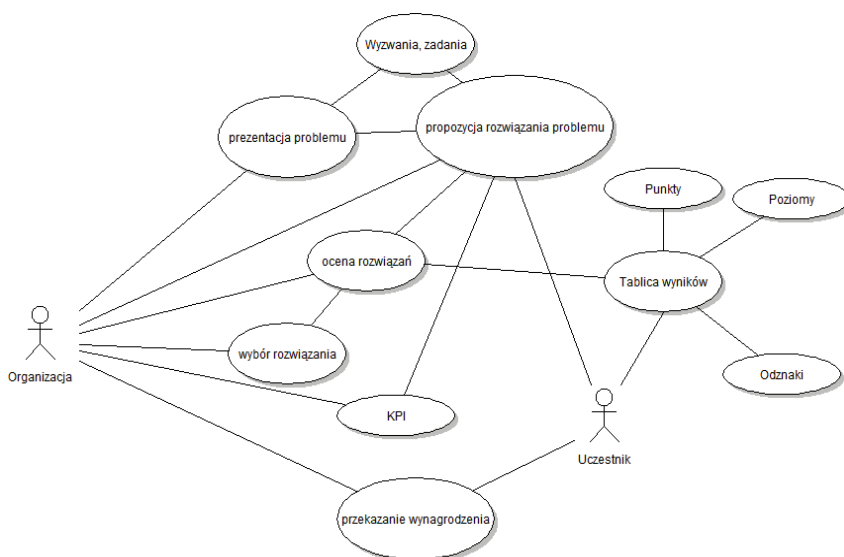 Wyzwania, zadania
prezentacja problemu
propozycja rozwiązania problemu
Punkty
Poziomy
ocena rozwiązań
Tablica wyników
Organizacja
wybór rozwiązania
Odznaki
KPI
Uczestnik
przekazanie wynagrodzenia